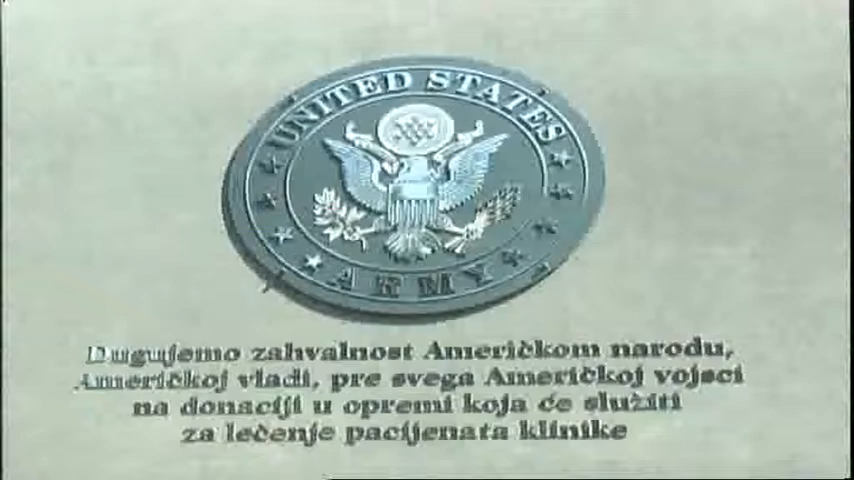 UNITED STATES
ARMY
Dugujemo zahvalnost Američkom narodu,
Američkoj vladi, pre svega Američkoj vojsci
na donaciji u opremi koja će služiti
za lečenje pacijenata klinike